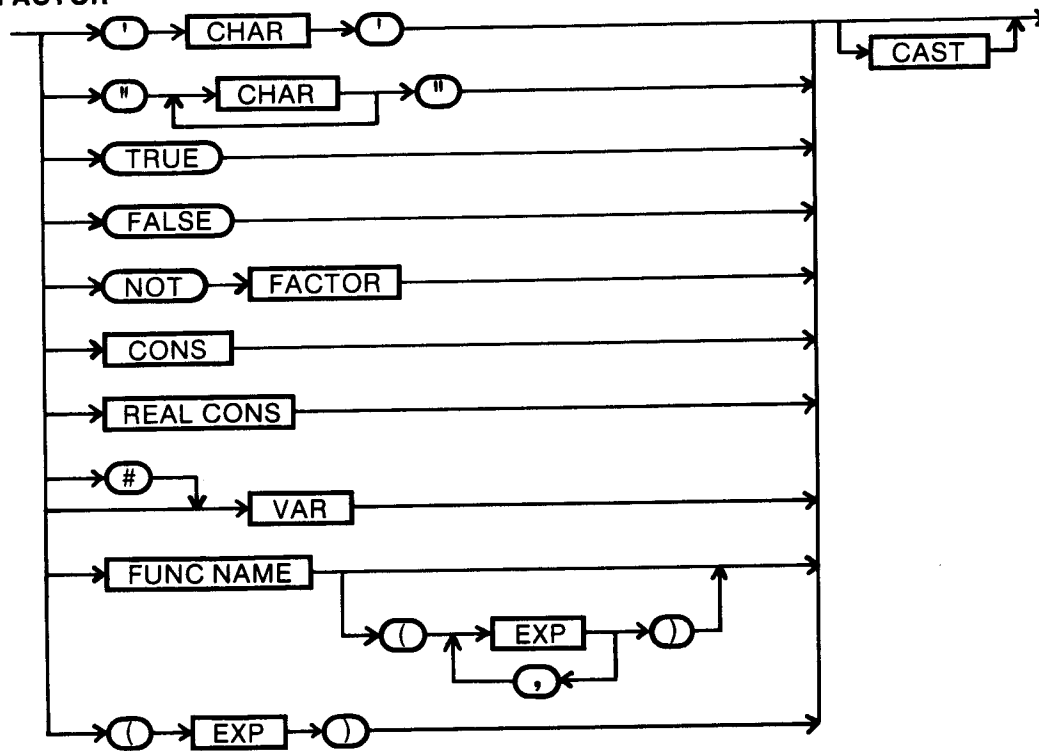 FACTOR
' CHAR ' CAST
" CHAR "
TRUE
FALSE
NOT FACTOR
CONS
REAL CONS
#
VAR
FUNC NAME
( EXP )
,
( EXP )